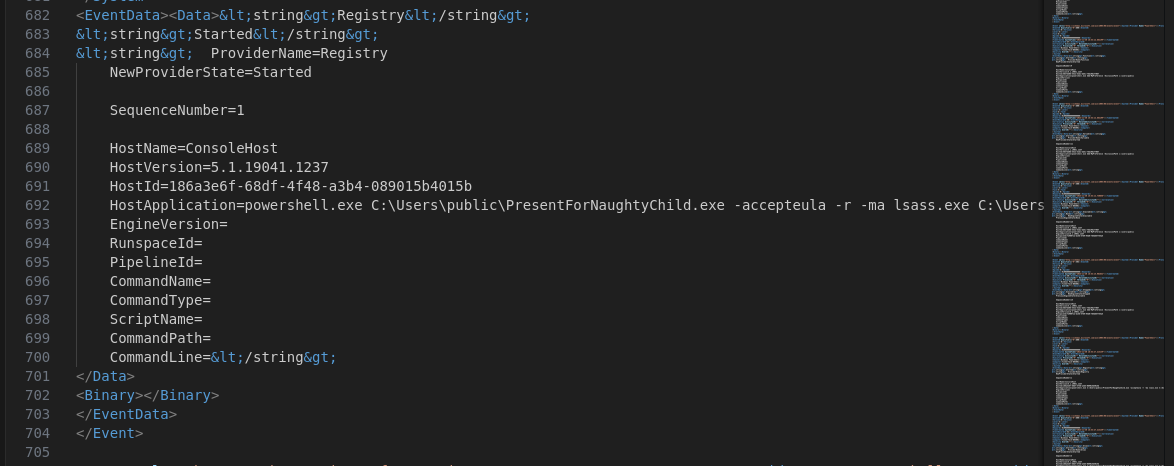 682 <EventData><Data>&lt;string&gt;Registry&lt;/string&gt;
683 &lt;string&gt;Started&lt;/string&gt;
684 &lt;string&gt;  ProviderName=Registry
685     NewProviderState=Started
686
687     SequenceNumber=1
688
689     HostName=ConsoleHost
690     HostVersion=5.1.19041.1237
691     HostId=186a3e6f-68df-4f48-a3b4-089015b4015b
692     HostApplication=powershell.exe C:\Users\public\PresentForNaughtyChild.exe -accepteula -r -ma lsass.exe C:\Users
693     EngineVersion=
694     RunspaceId=
695     PipelineId=
696     CommandName=
697     CommandType=
698     ScriptName=
699     CommandPath=
700     CommandLine=&lt;/string&gt;
701 </Data>
702 <Binary></Binary>
703 </EventData>
704 </Event>
705